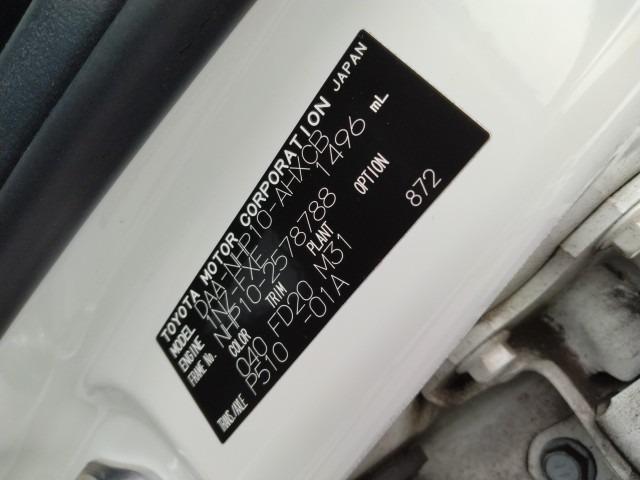 TOYOTA MOTOR CORPORATION JAPAN
MODEL DAA-NHP10-AHXCB
ENGINE 1NZ-FXE 1496 mL
FRAME No. NHP10-2578788
COLOR TRIM PLANT OPTION
040 FD20 M31 872
TRANS./AXLE P510 -01A